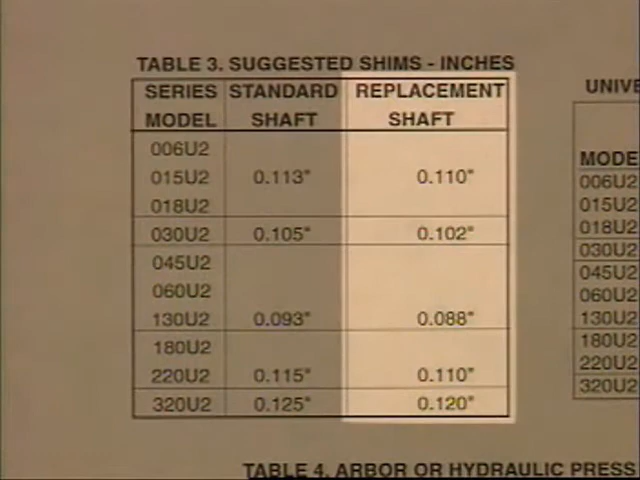 TABLE 3. SUGGESTED SHIMS - INCHES
SERIES STANDARD REPLACEMENT
MODEL SHAFT SHAFT
006U2
015U2 0.113" 0.110"
018U2
030U2 0.105" 0.102"
045U2
060U2
130U2 0.093" 0.088"
180U2
220U2 0.115" 0.110"
320U2 0.125" 0.120"
UNIVE
MODE
006U2
015U2
018U2
030U2
045U2
060U2
130U2
180U2
220U2
320U2
TABLE 4. ARBOR OR HYDRAULIC PRESS